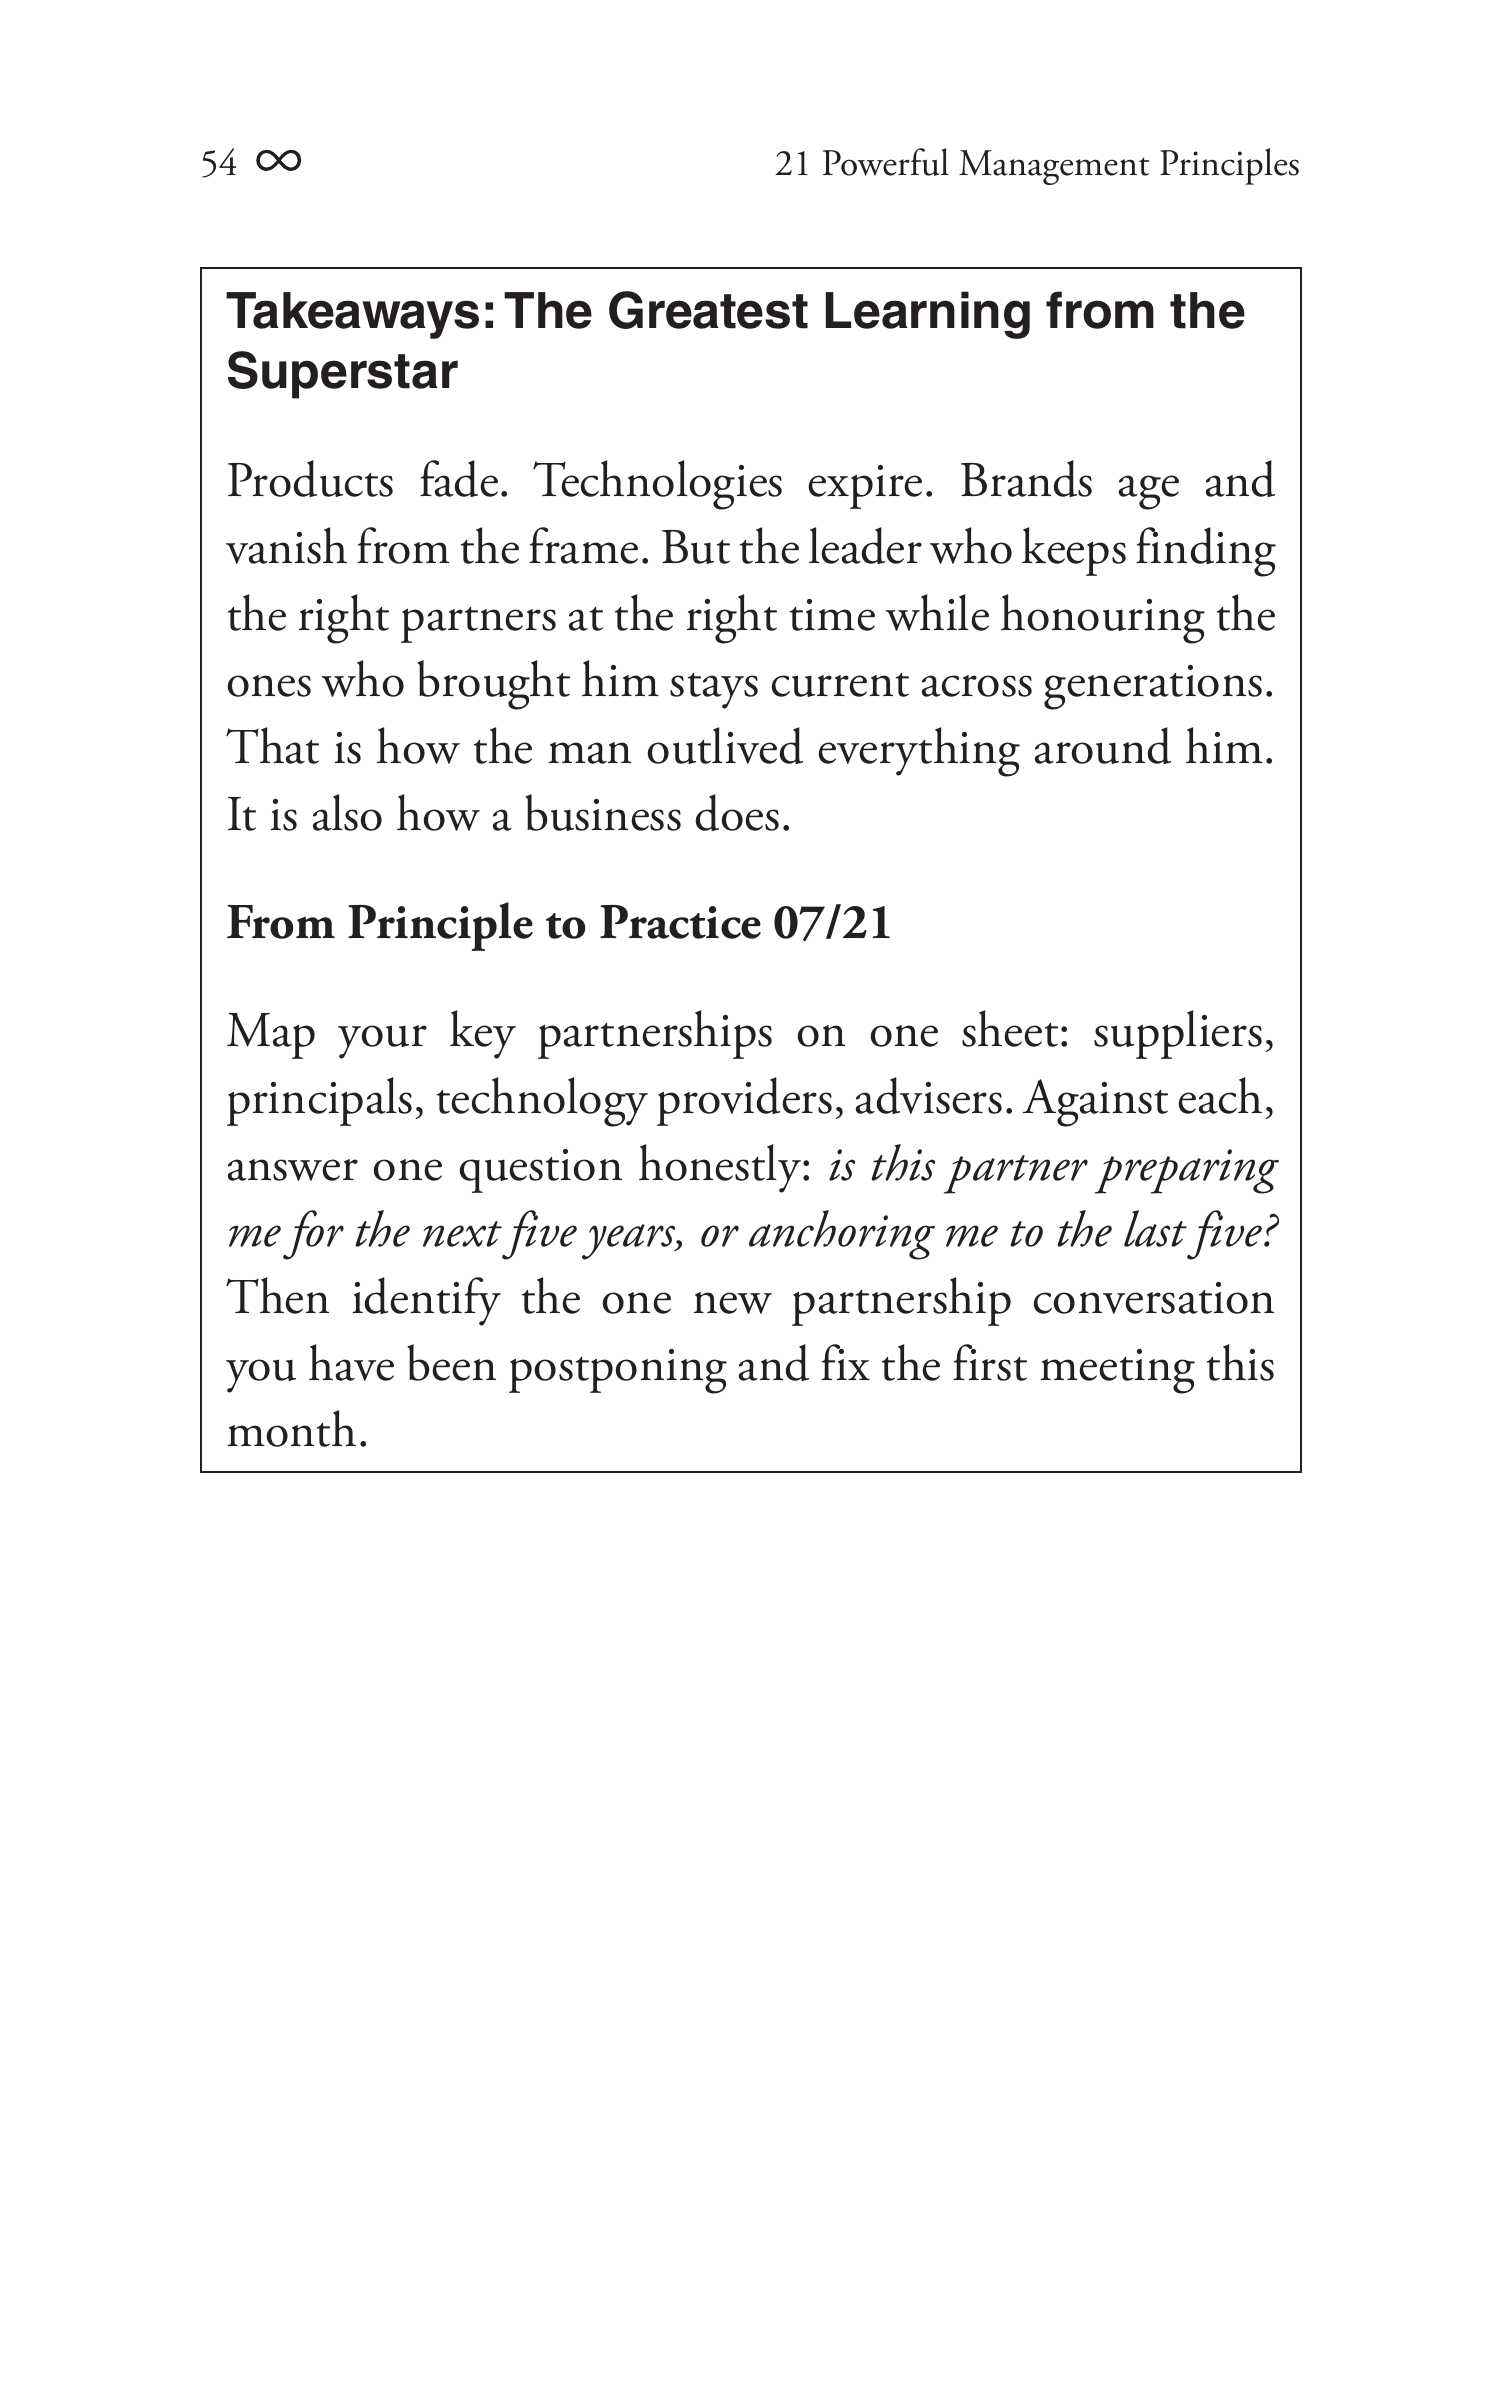 54 ∞ 21 Powerful Management Principles
Takeaways: The Greatest Learning from the
Superstar
Products fade. Technologies expire. Brands age and
vanish from the frame. But the leader who keeps finding
the right partners at the right time while honouring the
ones who brought him stays current across generations.
That is how the man outlived everything around him.
It is also how a business does.
From Principle to Practice 07/21
Map your key partnerships on one sheet: suppliers,
principals, technology providers, advisers. Against each,
answer one question honestly: is this partner preparing
me for the next five years, or anchoring me to the last five?
Then identify the one new partnership conversation
you have been postponing and fix the first meeting this
month.